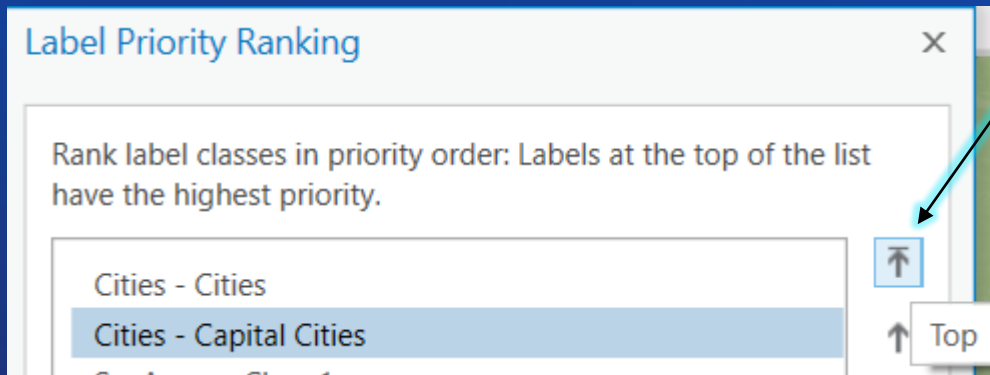 Label Priority Ranking
Rank label classes in priority order: Labels at the top of the list
have the highest priority.
Cities - Cities
Cities - Capital Cities
Top